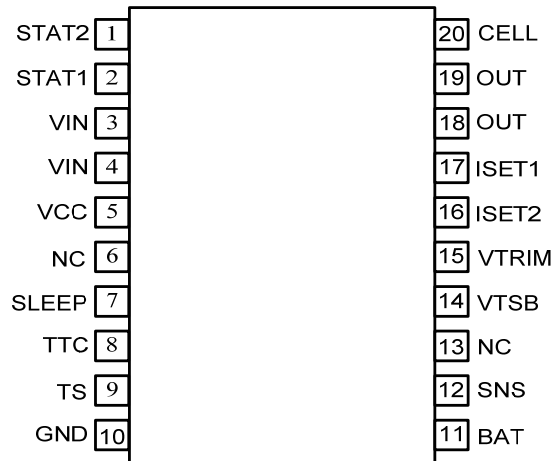 STAT2 1 20 CELL
STAT1 2 19 OUT
VIN 3 18 OUT
VIN 4 17 ISET1
VCC 5 16 ISET2
NC 6 15 VTRIM
SLEEP 7 14 VTSB
TTC 8 13 NC
TS 9 12 SNS
GND 10 11 BAT